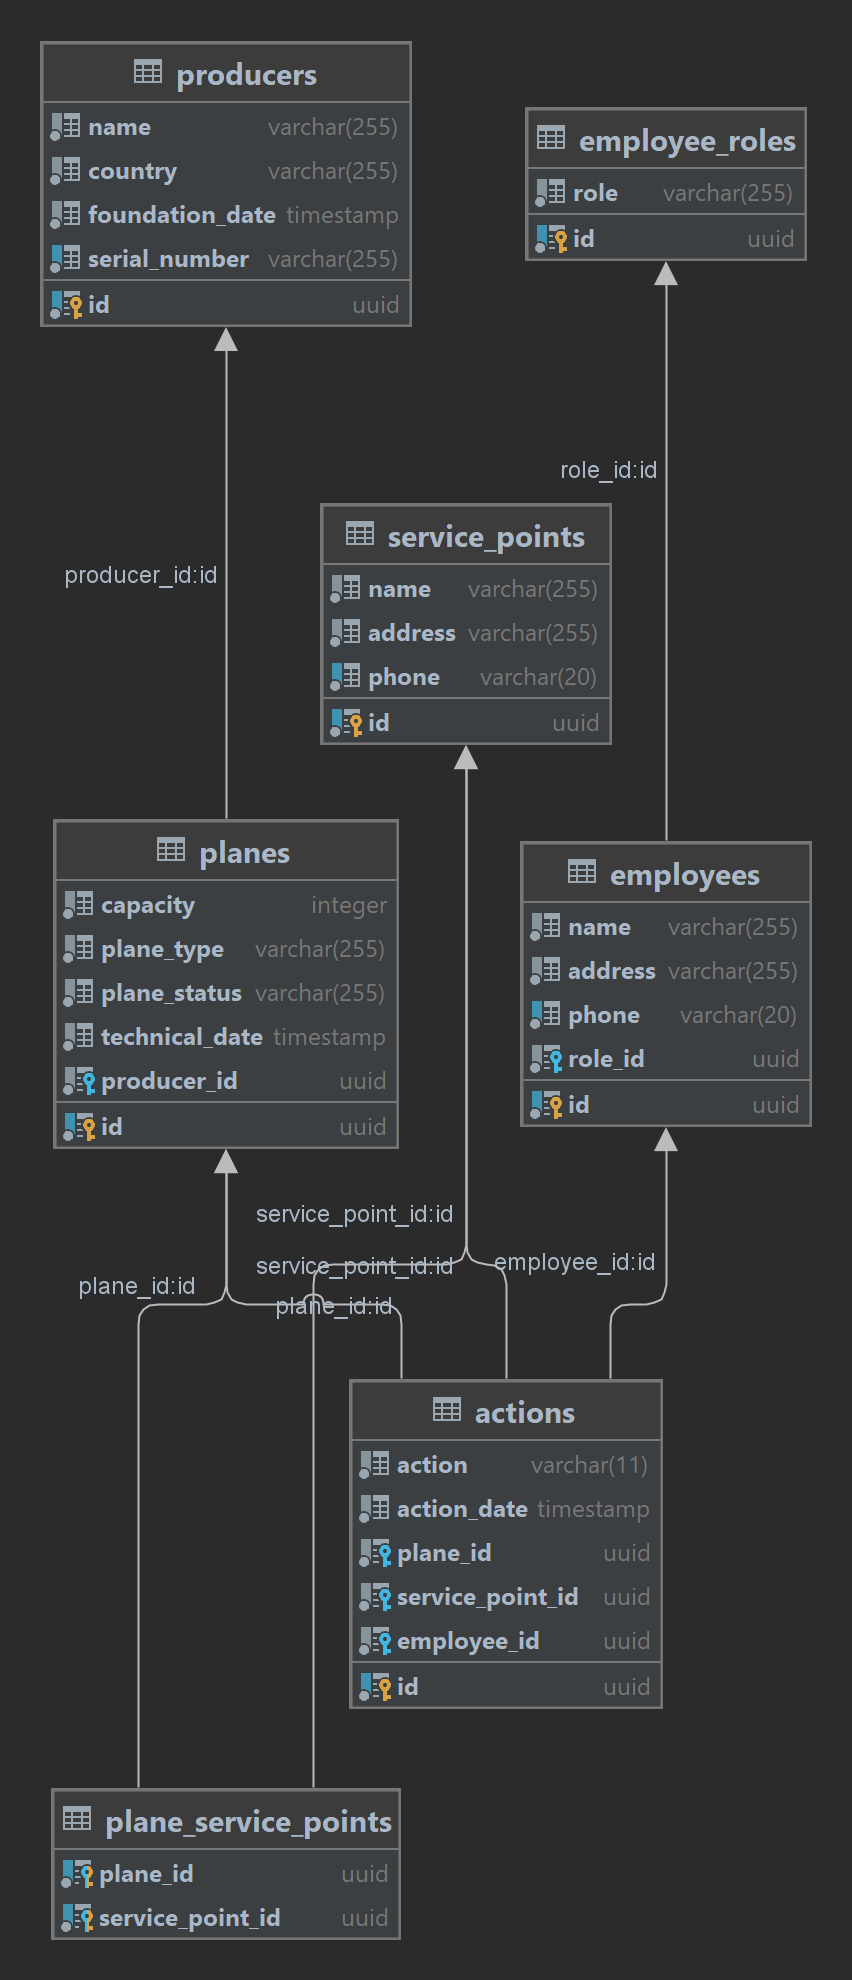 producers
name varchar(255)
country varchar(255)
foundation_date timestamp
serial_number varchar(255)
id uuid
employee_roles
role varchar(255)
id uuid
role_id:id
producer_id:id
service_points
name varchar(255)
address varchar(255)
phone varchar(20)
id uuid
planes
capacity integer
plane_type varchar(255)
plane_status varchar(255)
technical_date timestamp
producer_id uuid
id uuid
employees
name varchar(255)
address varchar(255)
phone varchar(20)
role_id uuid
id uuid
service_point_id:id
service_point_id:id
employee_id:id
plane_id:id
plane_id:id
actions
action varchar(11)
action_date timestamp
plane_id uuid
service_point_id uuid
employee_id uuid
id uuid
plane_service_points
plane_id uuid
service_point_id uuid